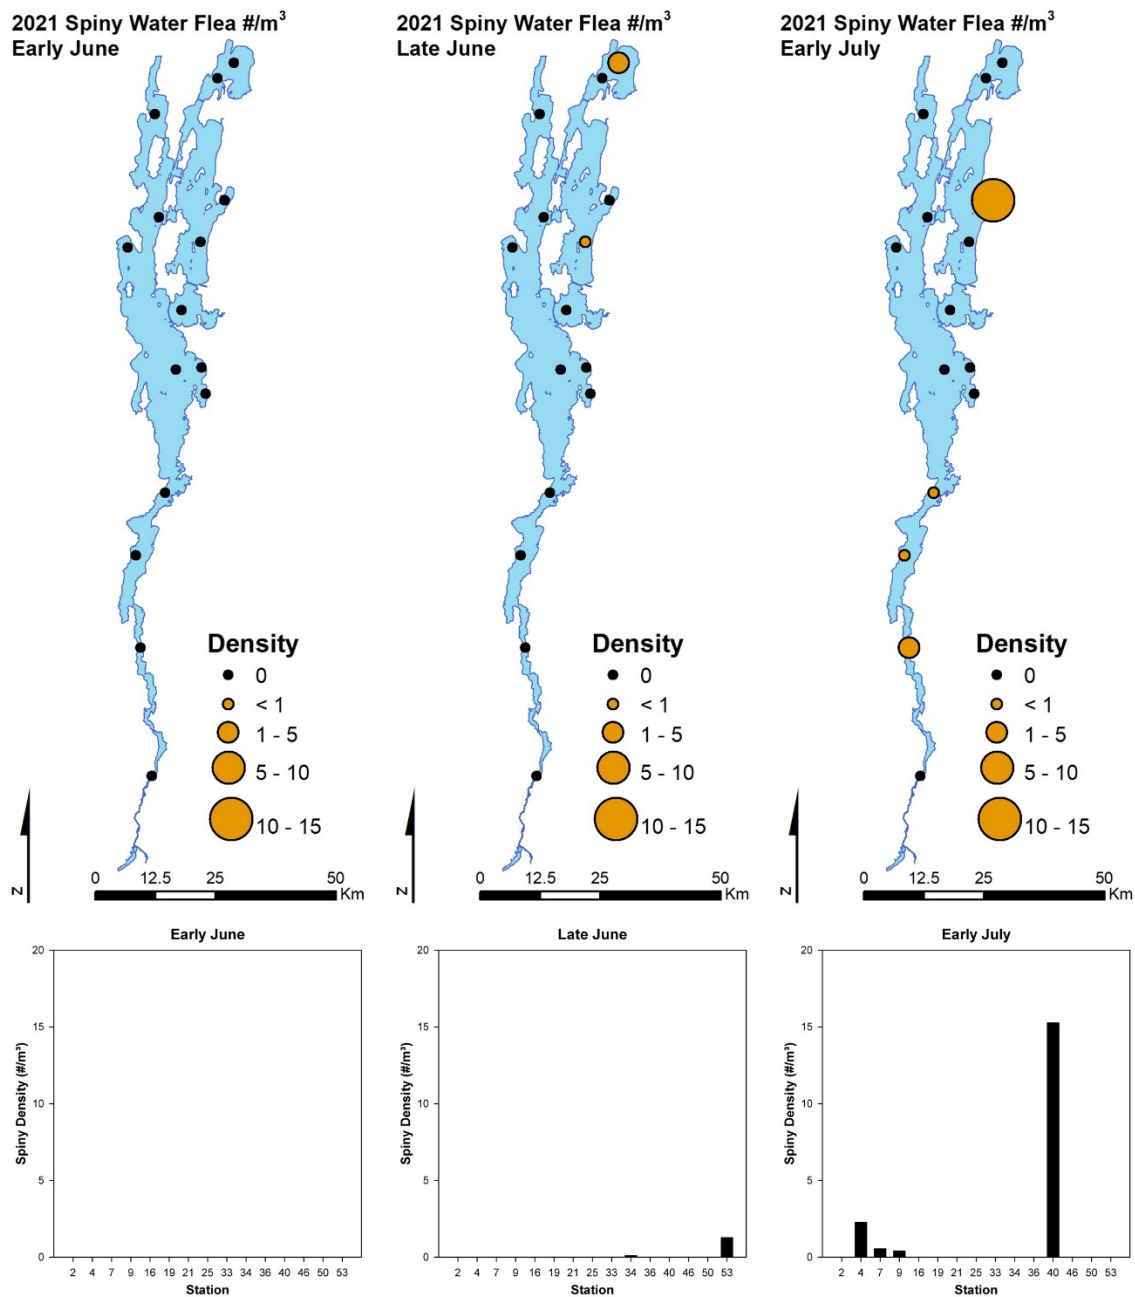 2021 Spiny Water Flea #/m³
Early June
Density
0
< 1
1 - 5
5 - 10
10 - 15
N
0 12.5 25 50
Km
2021 Spiny Water Flea #/m³
Late June
Density
0
< 1
1 - 5
5 - 10
10 - 15
N
0 12.5 25 50
Km
2021 Spiny Water Flea #/m³
Early July
Density
0
< 1
1 - 5
5 - 10
10 - 15
N
0 12.5 25 50
Km
Early June
Spiny Density (#/m³)
20
15
10
5
0
2 4 7 9 16 19 21 25 28 33 34 36 40 46 50 53
Station
Late June
Spiny Density (#/m³)
20
15
10
5
0
2 4 7 9 16 19 21 25 28 33 34 36 40 46 50 53
Station
Early July
Spiny Density (#/m³)
20
15
10
5
0
2 4 7 9 16 19 21 25 28 33 34 36 40 46 50 53
Station